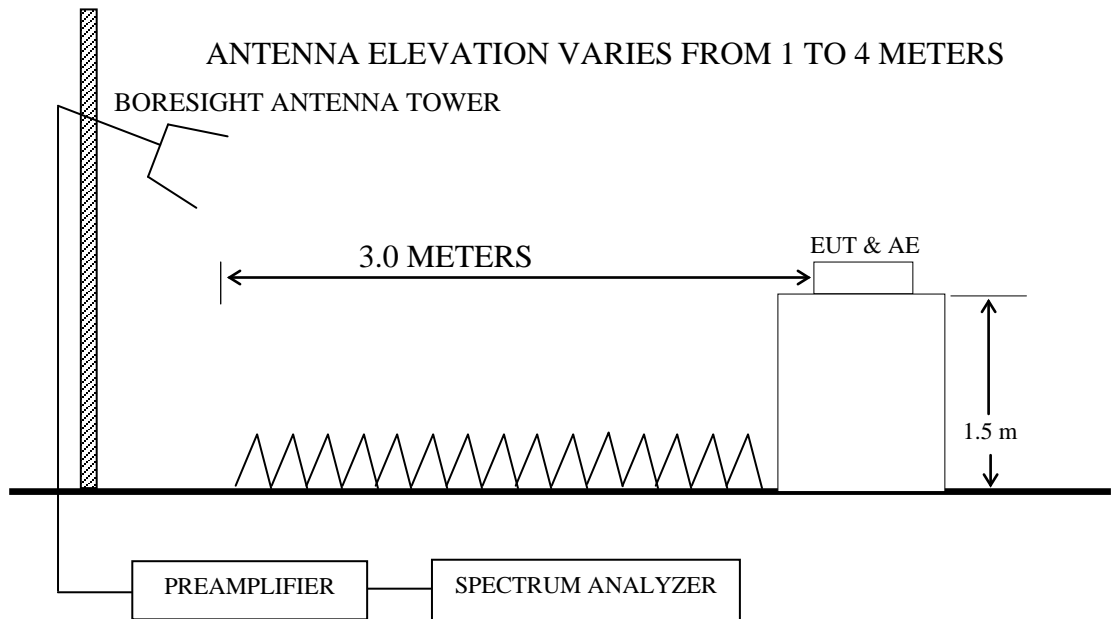 ANTENNA ELEVATION VARIES FROM 1 TO 4 METERS
BORESIGHT ANTENNA TOWER
3.0 METERS
EUT & AE
1.5 m
PREAMPLIFIER
SPECTRUM ANALYZER